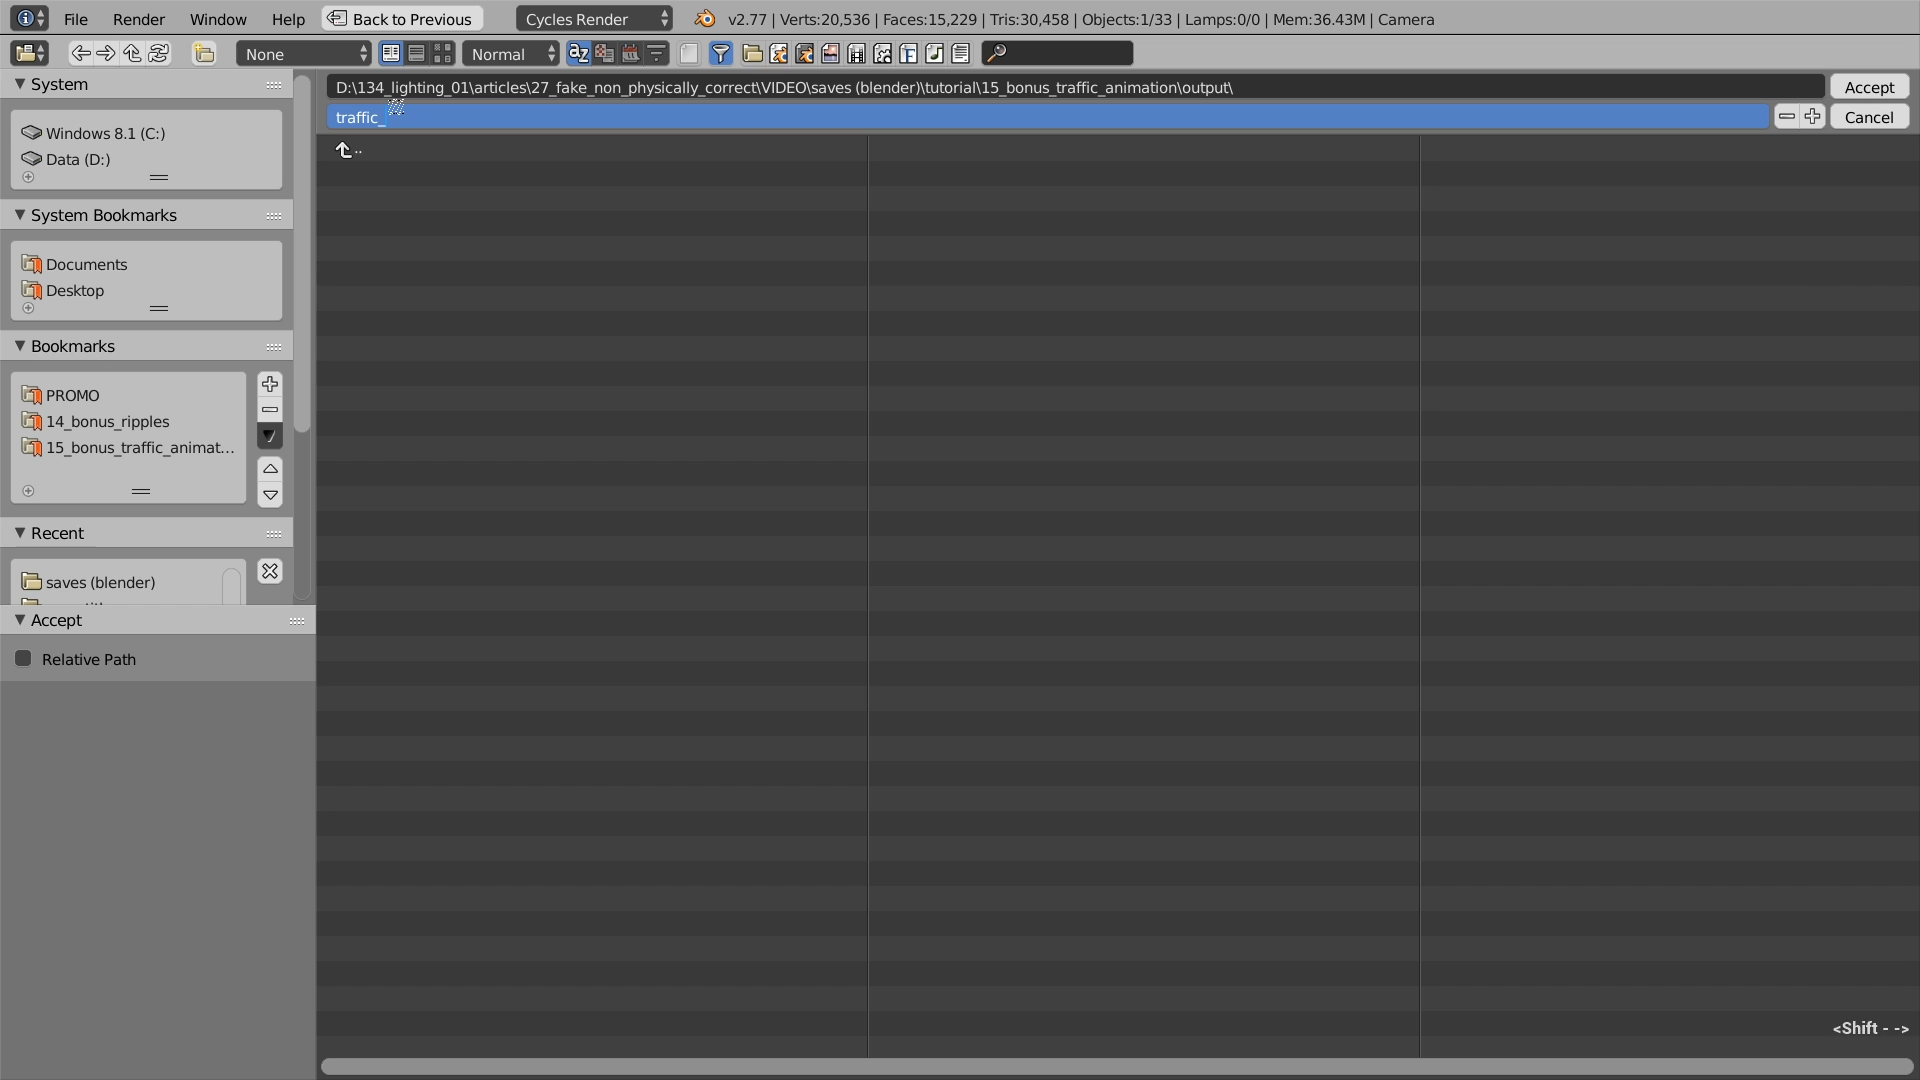 File Render Window Help Back to Previous Cycles Render v2.77 | Verts:20,536 | Faces:15,229 | Tris:30,458 | Objects:1/33 | Lamps:0/0 | Mem:36.43M | Camera
None Normal
System
D:\134_lighting_01\articles\27_fake_non_physically_correct\VIDEO\saves (blender)\tutorial\15_bonus_traffic_animation\output\ Accept
traffic_ Cancel
..
Windows 8.1 (C:)
Data (D:)
System Bookmarks
Documents
Desktop
Bookmarks
PROMO
14_bonus_ripples
15_bonus_traffic_animat...
Recent
saves (blender)
Accept
Relative Path
<Shift - ->